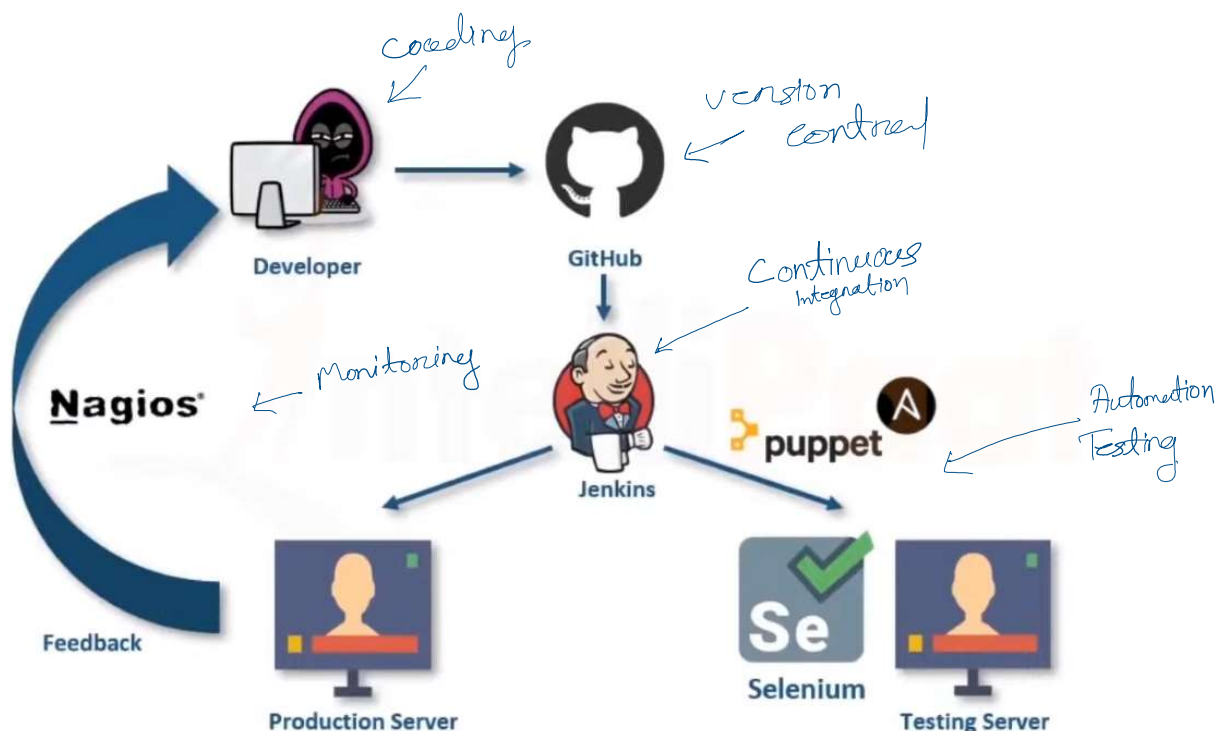 coading
version
control
Developer
GitHub
Continuous
Integration
Monitoring
Nagios®
puppet
Automation
Testing
Jenkins
Se
Feedback
Selenium
Production Server
Testing Server